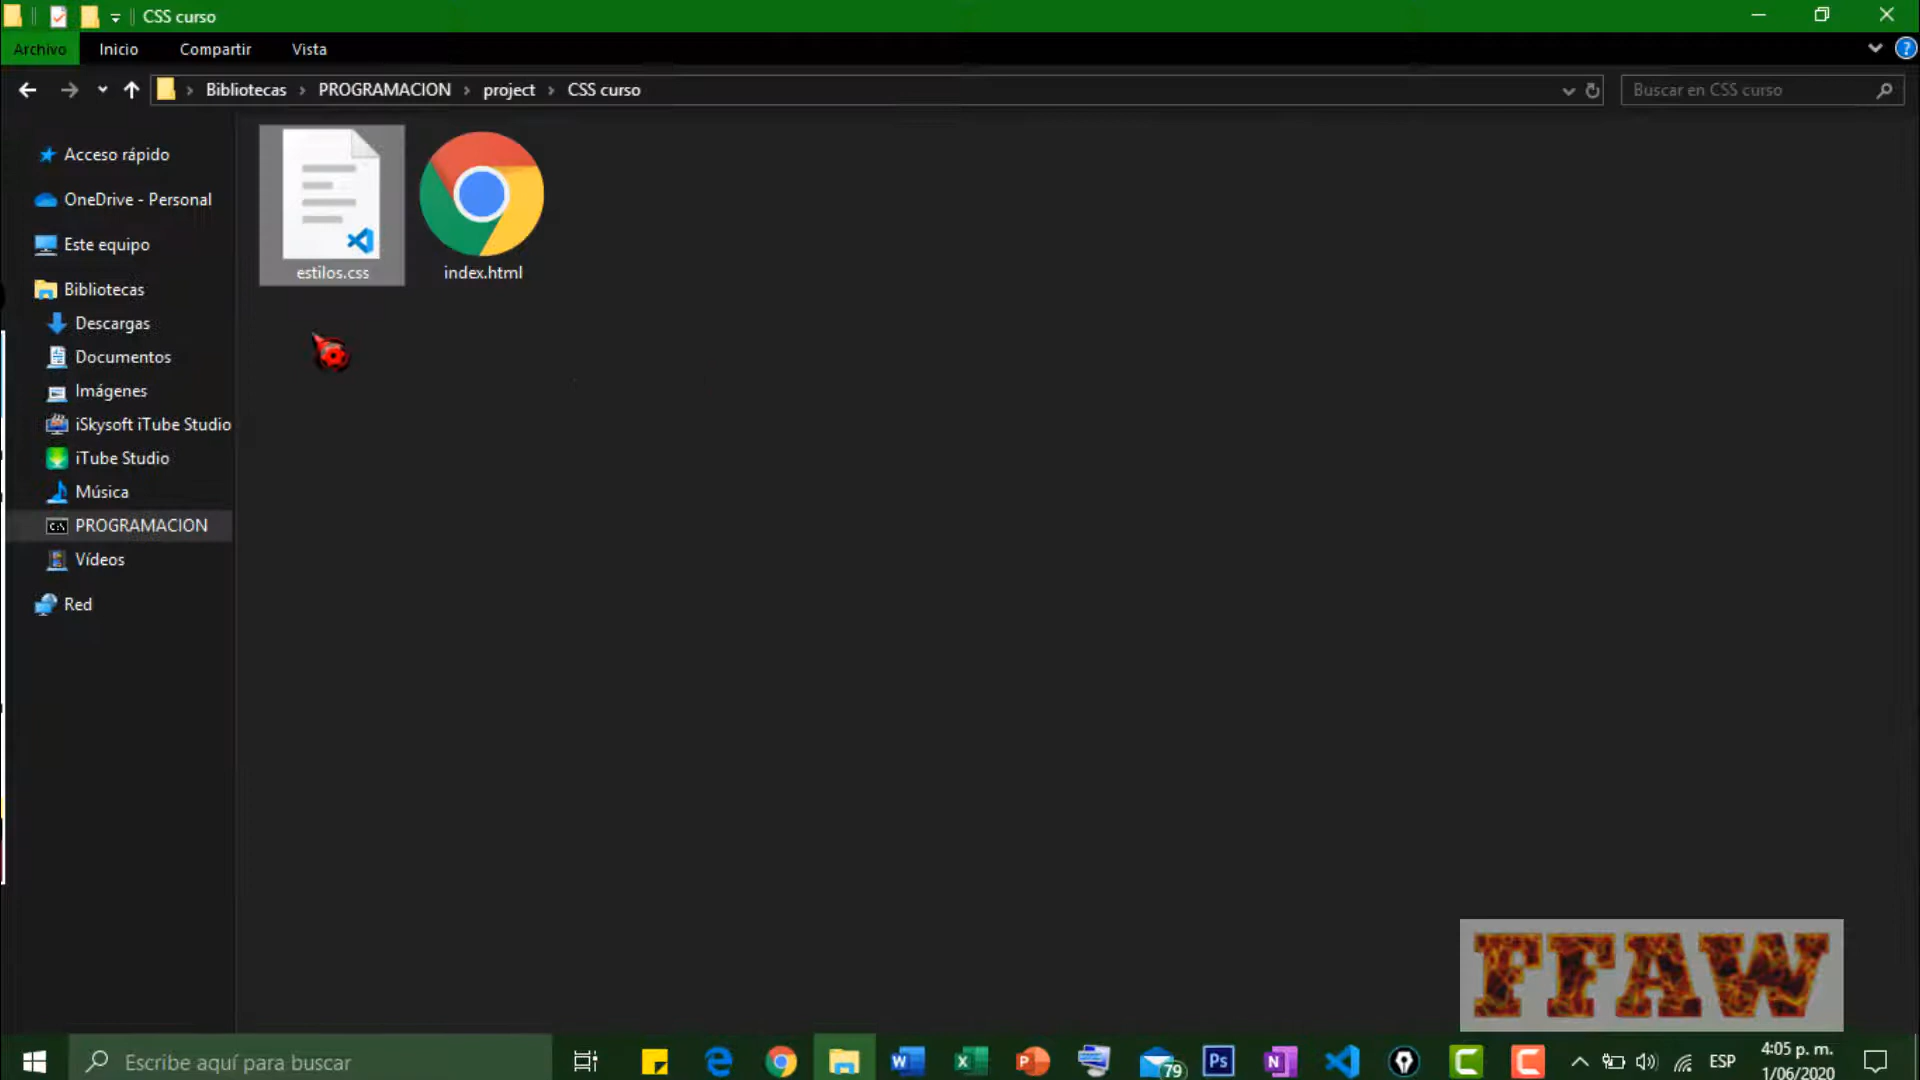 CSS curso
Archivo Inicio Compartir Vista
Bibliotecas PROGRAMACION project CSS curso
Buscar en CSS curso
Acceso rápido
OneDrive - Personal
Este equipo
Bibliotecas
Descargas
Documentos
Imágenes
iSkysoft iTube Studio
iTube Studio
Música
PROGRAMACION
Vídeos
Red
estilos.css
index.html
FFAW
Escribe aquí para buscar
79
Ps
ESP
4:05 p. m.
1/06/2020